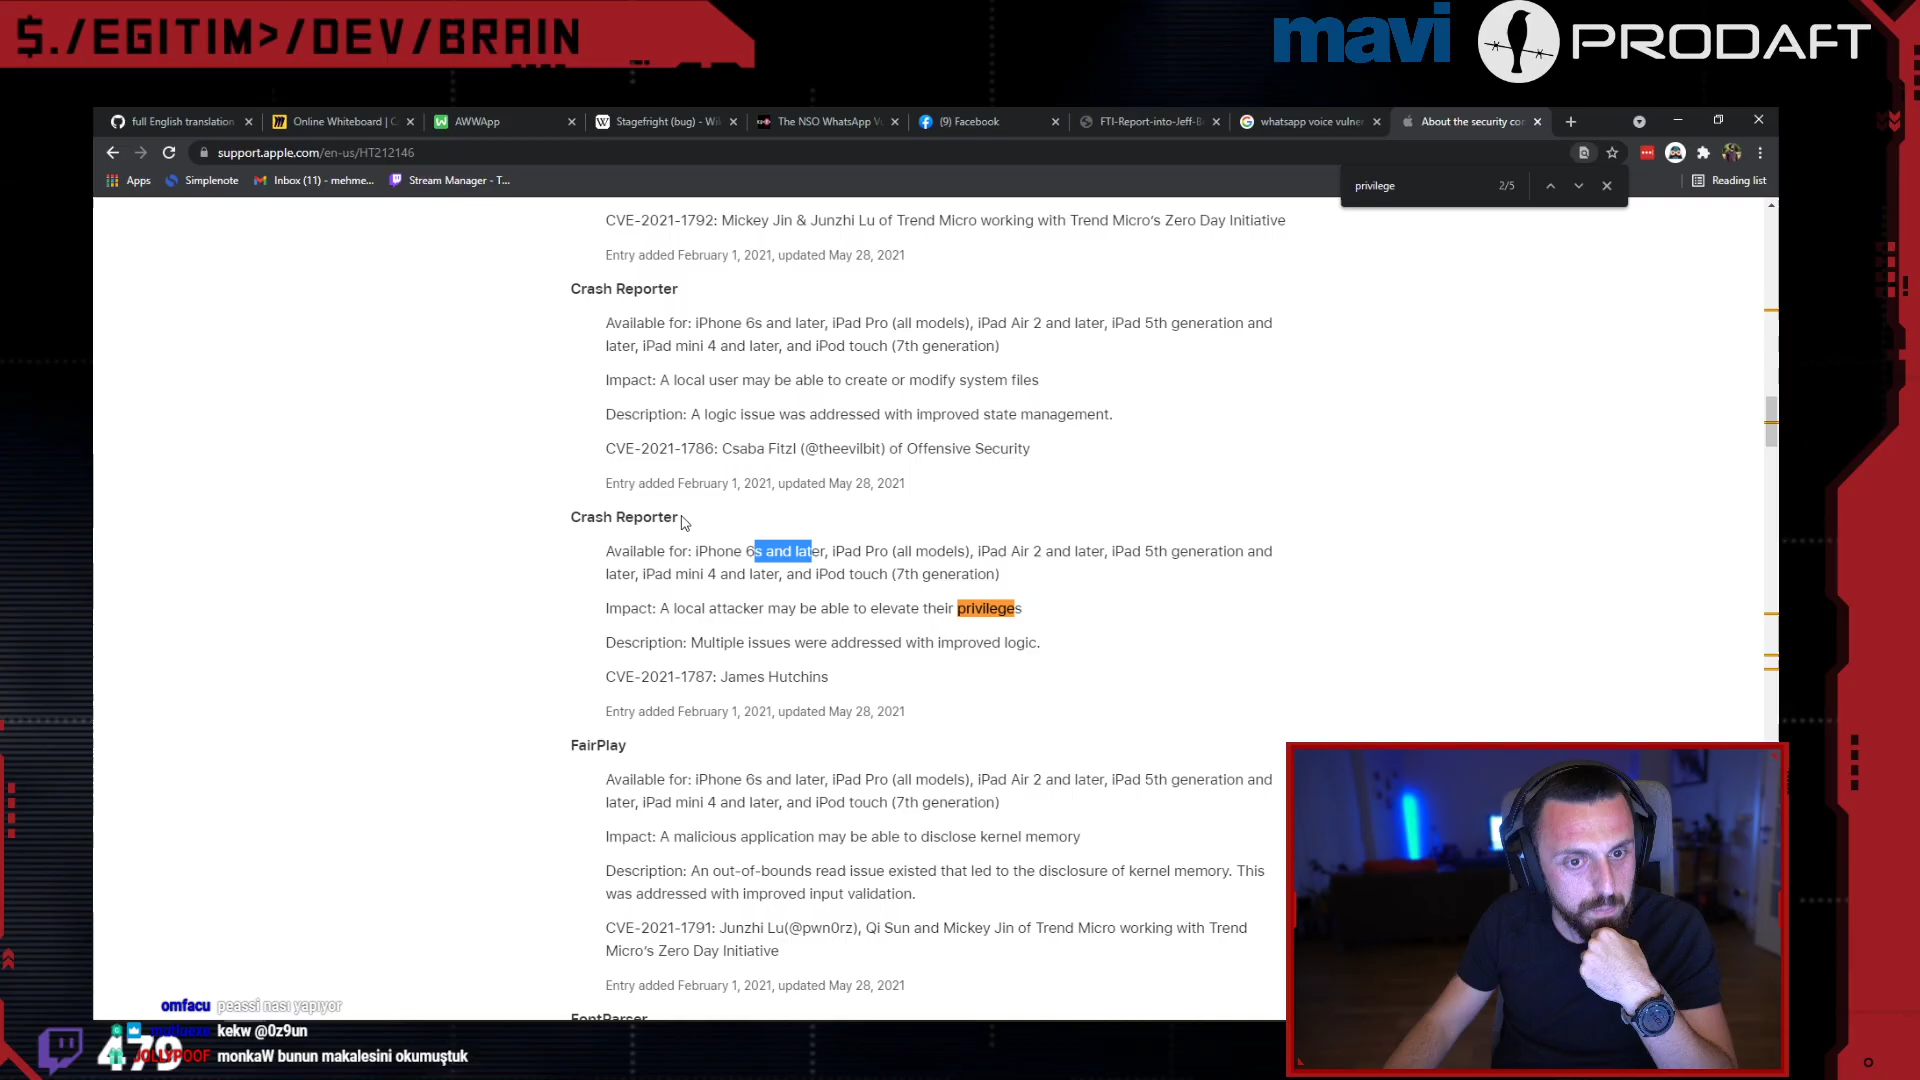 $./EGITIM>/DEV/BRAIN
mavi
PRODAFT
full English translation
Online Whiteboard | C
AWWApp
Stagefright (bug) - Wi
The NSO WhatsApp V
(9) Facebook
FTI-Report-into-Jeff-B
whatsapp voice vulner
About the security co
support.apple.com/en-us/HT212146
Apps
Simplenote
Inbox (11) - mehme...
Stream Manager - T...
privilege
2/5
Reading list
CVE-2021-1792: Mickey Jin & Junzhi Lu of Trend Micro working with Trend Micro's Zero Day Initiative
Entry added February 1, 2021, updated May 28, 2021
Crash Reporter
Available for: iPhone 6s and later, iPad Pro (all models), iPad Air 2 and later, iPad 5th generation and
later, iPad mini 4 and later, and iPod touch (7th generation)
Impact: A local user may be able to create or modify system files
Description: A logic issue was addressed with improved state management.
CVE-2021-1786: Csaba Fitzl (@theevilbit) of Offensive Security
Entry added February 1, 2021, updated May 28, 2021
Crash Reporter
Available for: iPhone 6s and later, iPad Pro (all models), iPad Air 2 and later, iPad 5th generation and
later, iPad mini 4 and later, and iPod touch (7th generation)
Impact: A local attacker may be able to elevate their privileges
Description: Multiple issues were addressed with improved logic.
CVE-2021-1787: James Hutchins
Entry added February 1, 2021, updated May 28, 2021
FairPlay
Available for: iPhone 6s and later, iPad Pro (all models), iPad Air 2 and later, iPad 5th generation and
later, iPad mini 4 and later, and iPod touch (7th generation)
Impact: A malicious application may be able to disclose kernel memory
Description: An out-of-bounds read issue existed that led to the disclosure of kernel memory. This
was addressed with improved input validation.
CVE-2021-1791: Junzhi Lu(@pwn0rz), Qi Sun and Mickey Jin of Trend Micro working with Trend
Micro's Zero Day Initiative
Entry added February 1, 2021, updated May 28, 2021
FontParser
omfacu peassi nası yapıyor
kekw @0z9un
479
JOLLYPOOF monkaW bunun makalesini okumuştuk